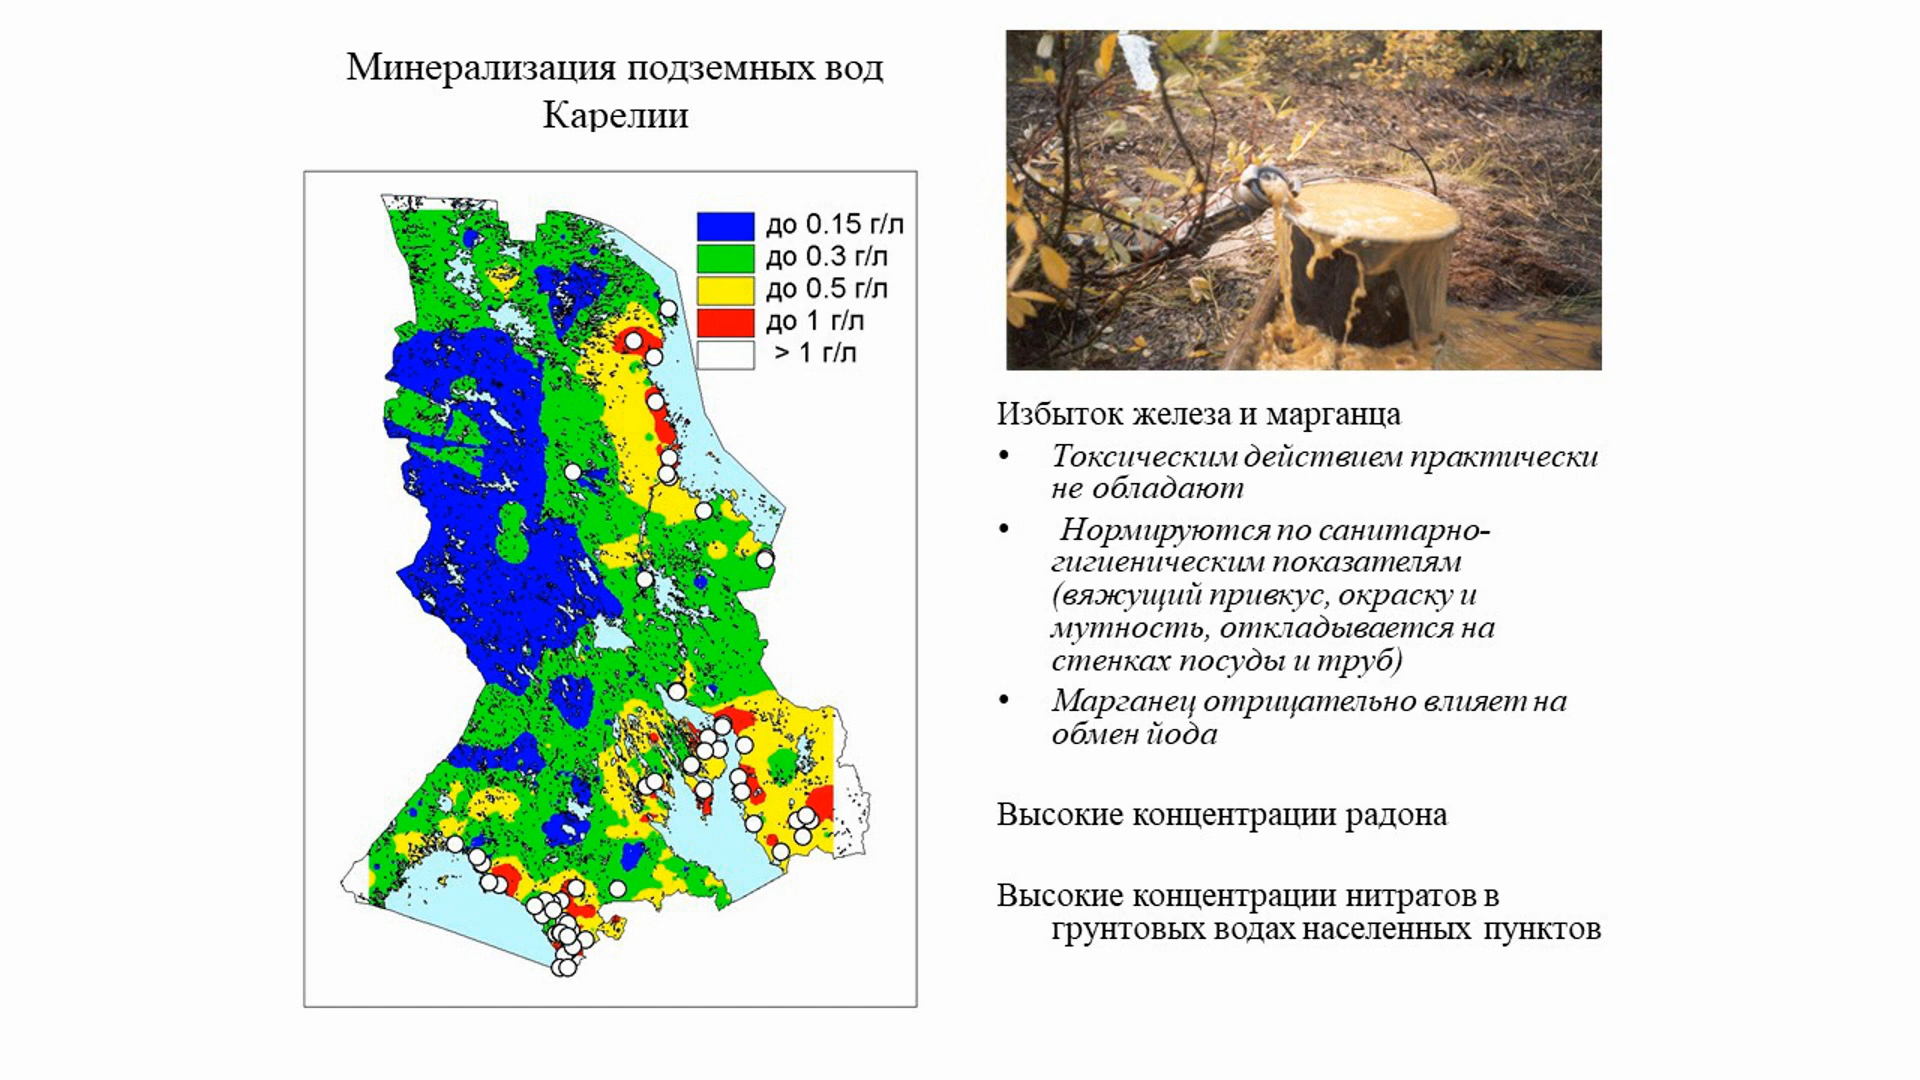 Минерализация подземных вод
Карелии
до 0.15 г/л
до 0.3 г/л
до 0.5 г/л
до 1 г/л
> 1 г/л
Избыток железа и марганца
• Токсическим действием практически
не обладают
• Нормируются по санитарно-
гигиеническим показателям
(вяжущий привкус, окраску и
мутность, откладывается на
стенках посуды и труб)
• Марганец отрицательно влияет на
обмен йода
Высокие концентрации радона
Высокие концентрации нитратов в
грунтовых водах населенных пунктов